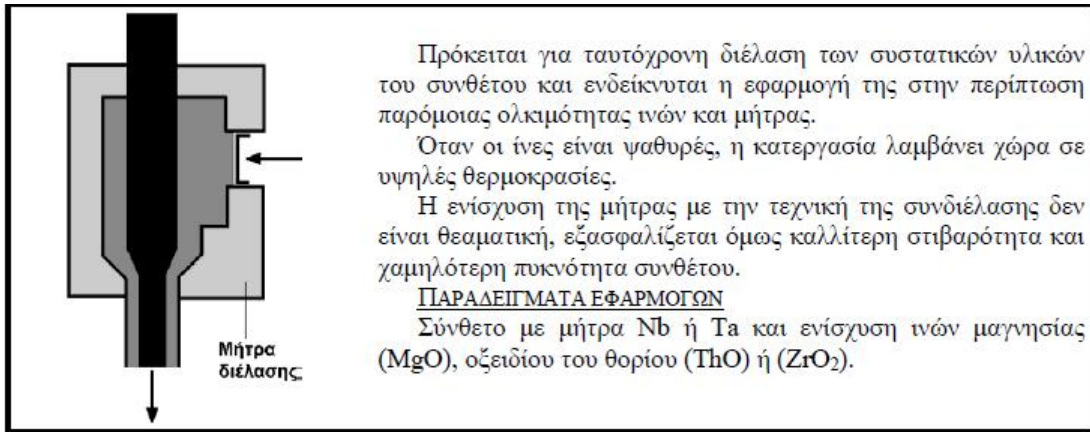 Πρόκειται για ταυτόχρονη διέλαση των συστατικών υλικών
του συνθέτου και ενδείκνυται η εφαρμογή της στην περίπτωση
παρόμοιας ολκιμότητας ινών και μήτρας.
Όταν οι ίνες είναι ψαθυρές, η κατεργασία λαμβάνει χώρα σε
υψηλές θερμοκρασίες.
Η ενίσχυση της μήτρας με την τεχνική της συνδιέλασης δεν
είναι θεαματική, εξασφαλίζεται όμως καλλίτερη στιβαρότητα και
χαμηλότερη πυκνότητα συνθέτου.
ΠΑΡΑΔΕΙΓΜΑΤΑ ΕΦΑΡΜΟΓΩΝ
Σύνθετο με μήτρα Nb ή Ta και ενίσχυση ινών μαγνησίας
(MgO), οξειδίου του θορίου (ThO) ή (ZrO₂).
Μήτρα
διέλασης;